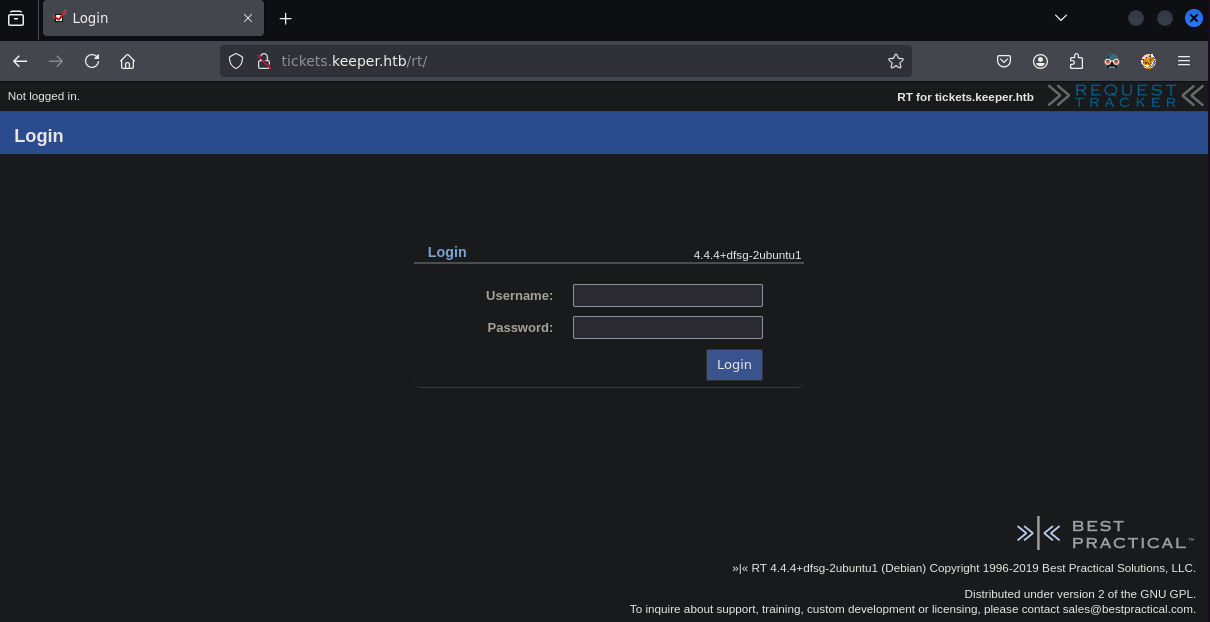 Login
tickets.keeper.htb/rt/
Not logged in.
RT for tickets.keeper.htb
REQUEST
TRACKER
Login
Login
4.4.4+dfsg-2ubuntu1
Username:
Password:
Login
BEST
PRACTICAL™
»|« RT 4.4.4+dfsg-2ubuntu1 (Debian) Copyright 1996-2019 Best Practical Solutions, LLC.
Distributed under version 2 of the GNU GPL.
To inquire about support, training, custom development or licensing, please contact sales@bestpractical.com.